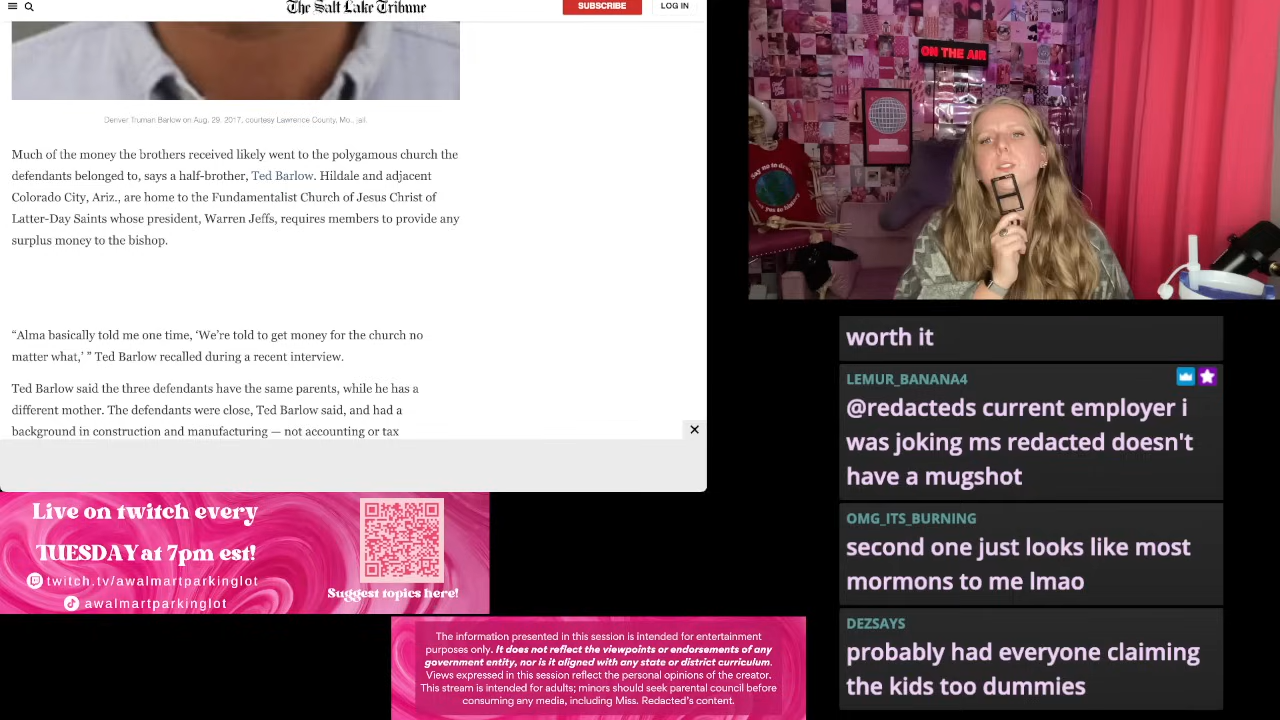 The Salt Lake Tribune
SUBSCRIBE
LOG IN
Denver Truman Barlow on Aug. 29, 2017, courtesy Lawrence County, Mo., jail.
Much of the money the brothers received likely went to the polygamous church the
defendants belonged to, says a half-brother, Ted Barlow. Hildale and adjacent
Colorado City, Ariz., are home to the Fundamentalist Church of Jesus Christ of
Latter-Day Saints whose president, Warren Jeffs, requires members to provide any
surplus money to the bishop.
“Alma basically told me one time, ‘We’re told to get money for the church no
matter what,’ ” Ted Barlow recalled during a recent interview.
Ted Barlow said the three defendants have the same parents, while he has a
different mother. The defendants were close, Ted Barlow said, and had a
background in construction and manufacturing — not accounting or tax
ON THE AIR
worth it
LEMUR_BANANA4
@redacteds current employer i
was joking ms redacted doesn't
have a mugshot
OMG_ITS_BURNING
second one just looks like most
mormons to me lmao
DEZSAYS
probably had everyone claiming
the kids too dummies
Live on twitch every
TUESDAY at 7pm est!
twitch.tv/awalmartparkinglot
awalmartparkinglot
Suggest topics here!
The information presented in this session is intended for entertainment
purposes only. It does not reflect the viewpoints or endorsements of any
government entity, nor is it aligned with any state or district curriculum.
Views expressed in this session reflect the personal opinions of the creator.
This stream is intended for adults; minors should seek parental council before
consuming any media, including Miss. Redacted's content.